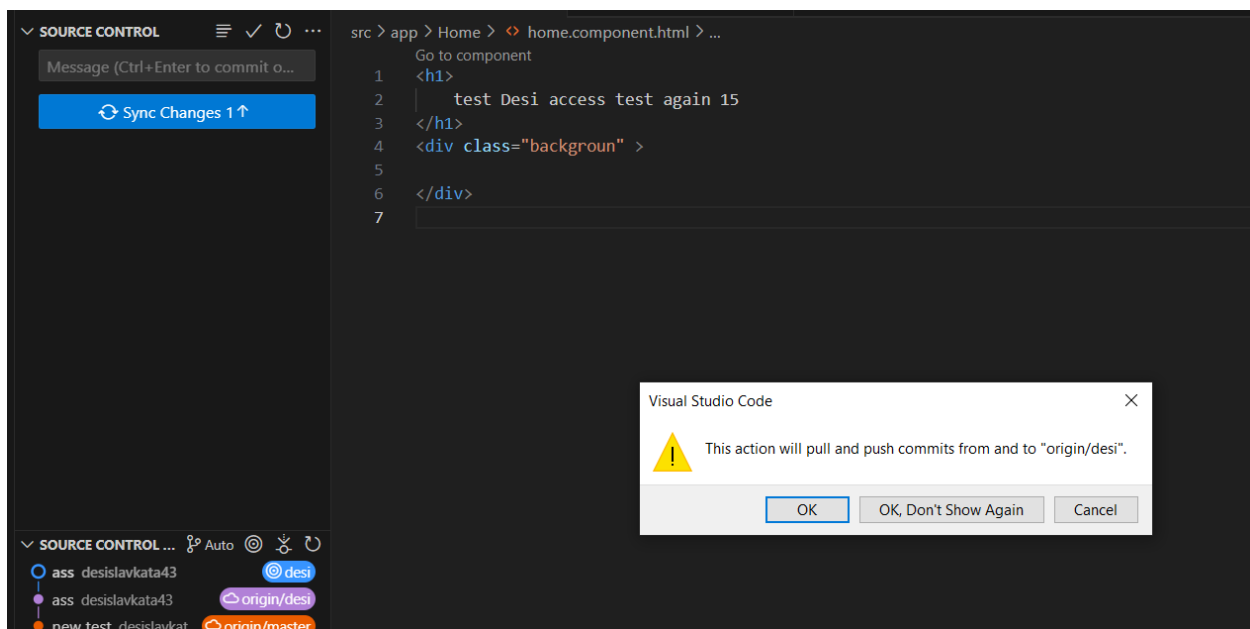 SOURCE CONTROL
Message (Ctrl+Enter to commit o...
Sync Changes 1↑
src > app > Home > home.component.html > ...
Go to component
1 <h1>
2 test Desi access test again 15
3 </h1>
4 <div class="backgroun" >
5
6 </div>
7
Visual Studio Code
This action will pull and push commits from and to "origin/desi".
OK
OK, Don't Show Again
Cancel
SOURCE CONTROL ... Auto
ass desislavkata43 desi
ass desislavkata43 origin/desi
new test desislavkat origin/master